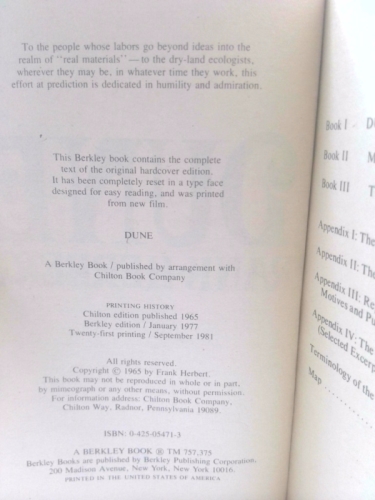 To the people whose labors go beyond ideas into the
realm of "real materials"—to the dry-land ecologists,
wherever they may be, in whatever time they work, this
effort at prediction is dedicated in humility and admiration.
This Berkley book contains the complete
text of the original hardcover edition.
It has been completely reset in a type face
designed for easy reading, and was printed
from new film.
DUNE
A Berkley Book / published by arrangement with
Chilton Book Company
PRINTING HISTORY
Chilton edition published 1965
Berkley edition / January 1977
Twenty-first printing / September 1981
All rights reserved.
Copyright © 1965 by Frank Herbert.
This book may not be reproduced in whole or in part,
by mimeograph or any other means, without permission.
For information address: Chilton Book Company,
Chilton Way, Radnor, Pennsylvania 19089.
ISBN: 0-425-05471-3
A BERKLEY BOOK ® TM 757,375
Berkley Books are published by Berkley Publishing Corporation,
200 Madison Avenue, New York, New York 10016.
PRINTED IN THE UNITED STATES OF AMERICA
Book I -
Book II
Book III
Appendix I: The
Appendix II: The
Appendix III: Re
Motives and Pu
Appendix IV: The
(Selected Excerp
Terminology of the
Map